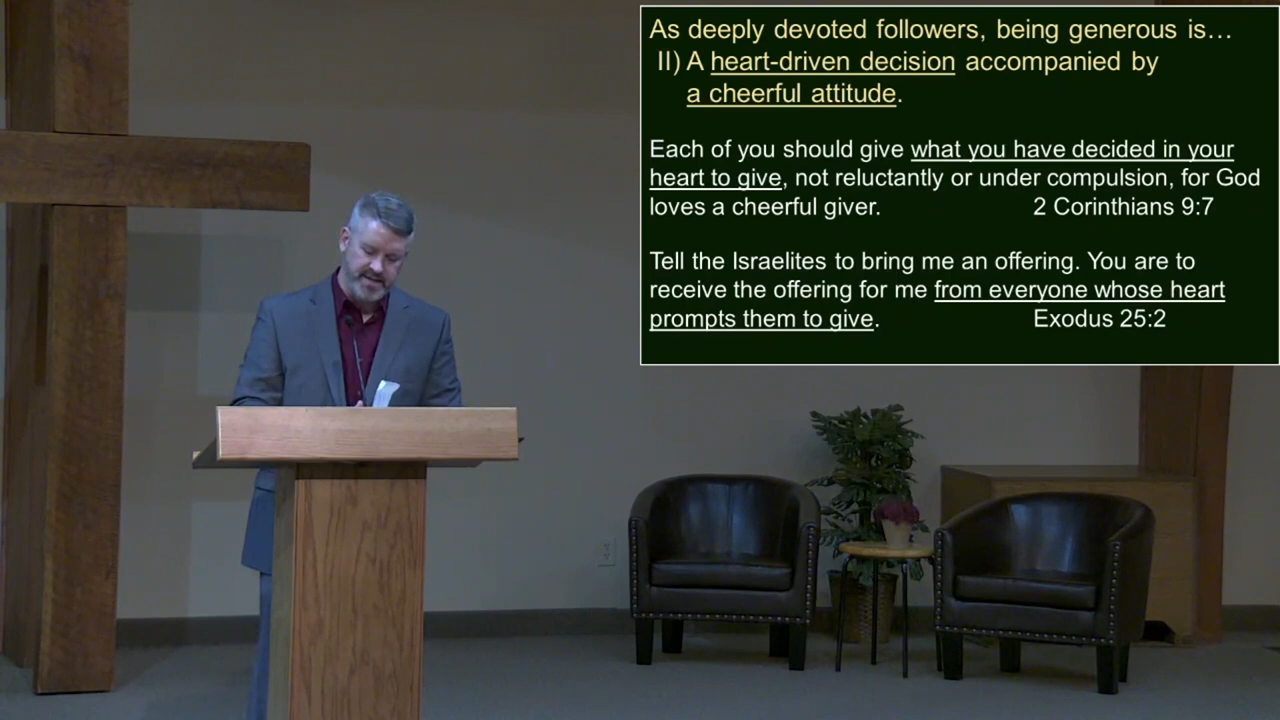 As deeply devoted followers, being generous is…
II) A heart-driven decision accompanied by
a cheerful attitude.
Each of you should give what you have decided in your
heart to give, not reluctantly or under compulsion, for God
loves a cheerful giver. 2 Corinthians 9:7
Tell the Israelites to bring me an offering. You are to
receive the offering for me from everyone whose heart
prompts them to give. Exodus 25:2